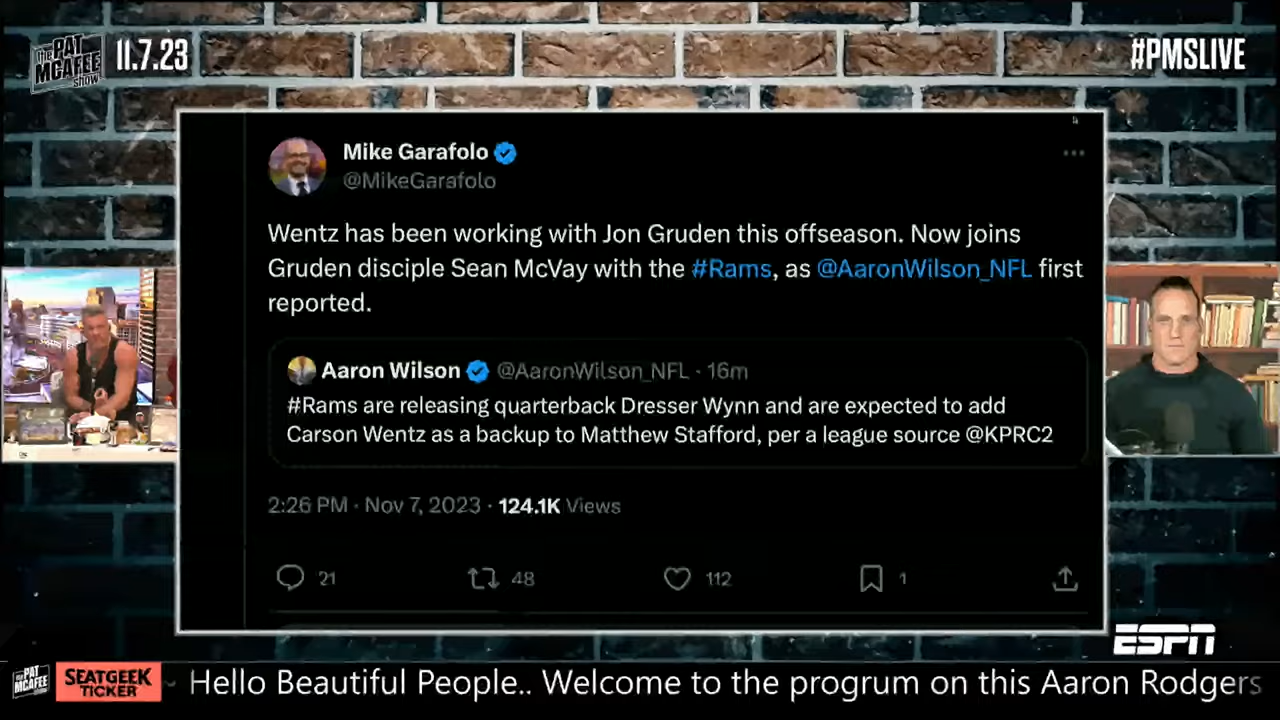 the PAT MCAFEE show
11.7.23
#PMSLIVE
Mike Garafolo
@MikeGarafolo
Wentz has been working with Jon Gruden this offseason. Now joins
Gruden disciple Sean McVay with the #Rams, as @AaronWilson_NFL first
reported.
Aaron Wilson @AaronWilson_NFL · 16m
#Rams are releasing quarterback Dresser Wynn and are expected to add
Carson Wentz as a backup to Matthew Stafford, per a league source @KPRC2
2:26 PM · Nov 7, 2023 · 124.1K Views
21 48 112 1
ESPN
the PAT MCAFEE show
SEATGEEK
TICKER
Hello Beautiful People.. Welcome to the progrum on this Aaron Rodgers